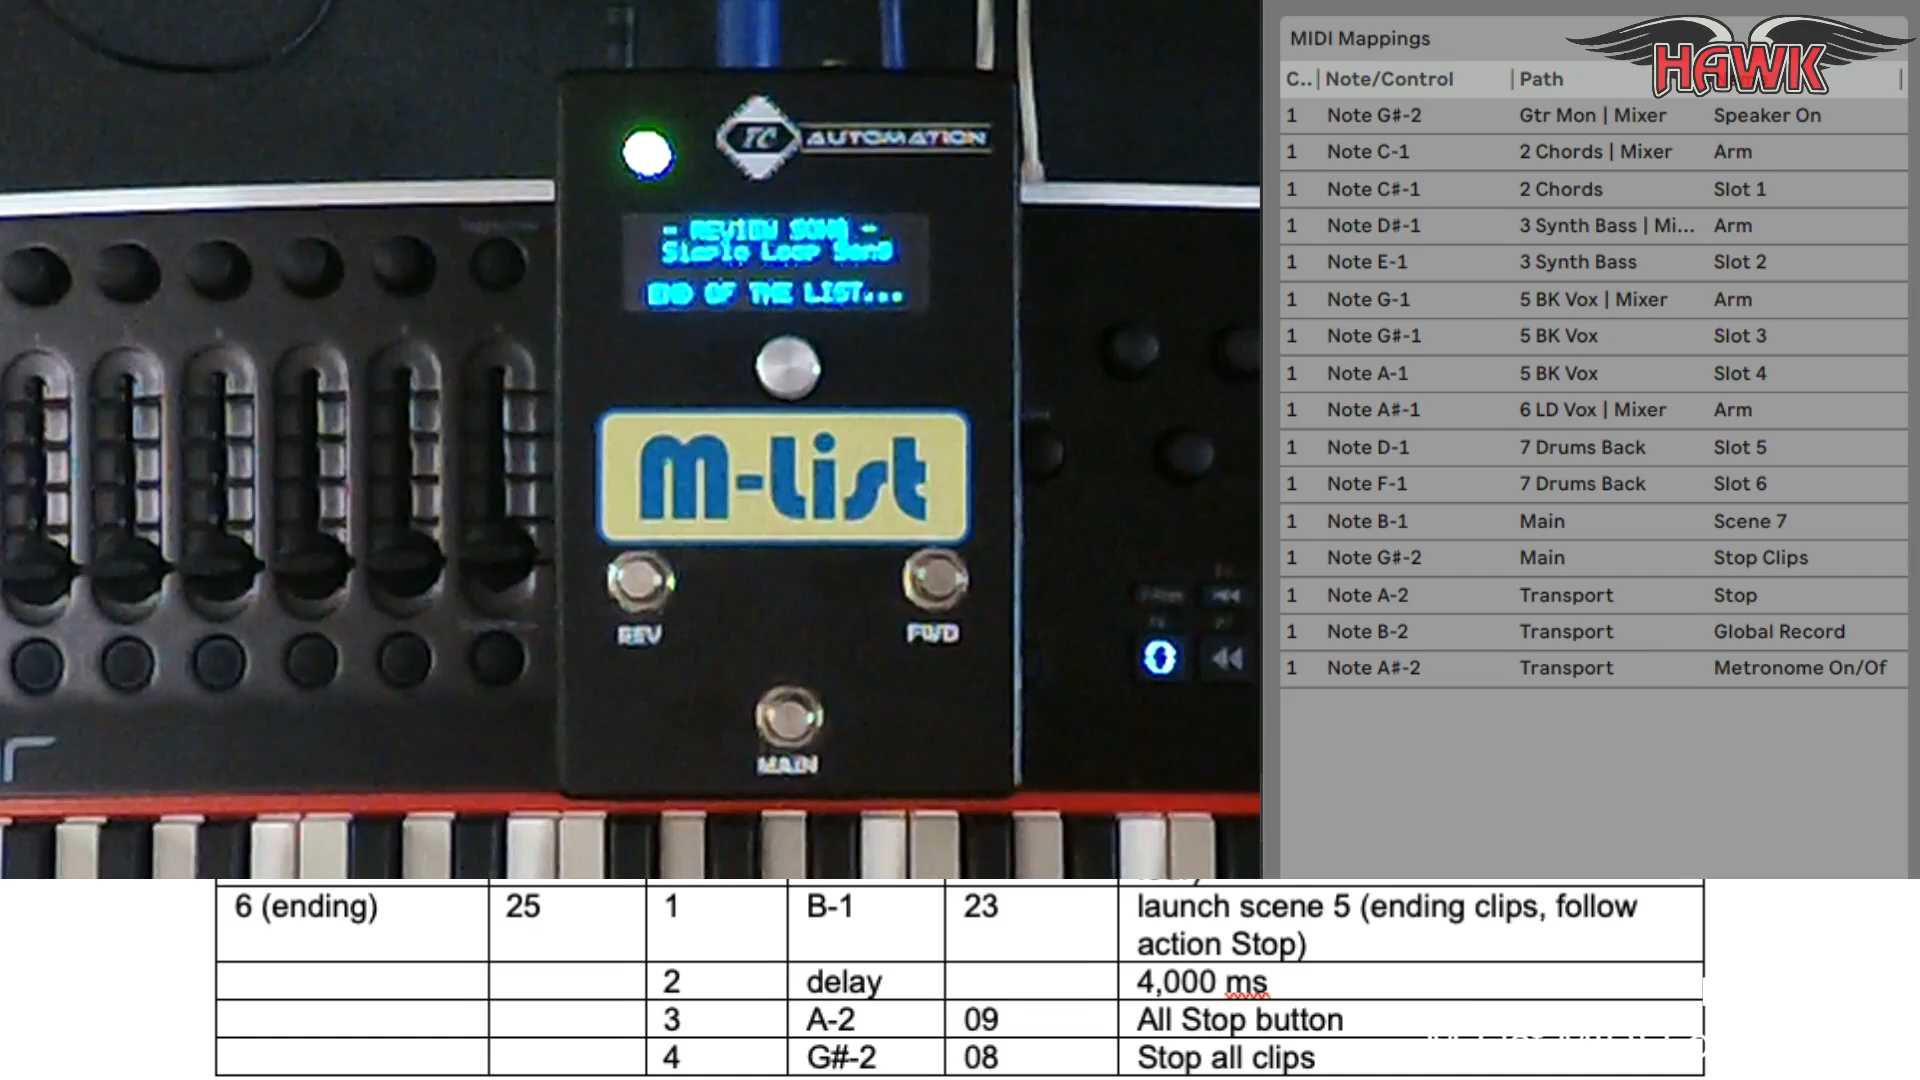 TC AUTOMATION
- REVIEW SONG -
Simple Loop Song
END OF THE LIST...
M-List
REV
FWD
MAIN
MIDI Mappings
HAWK
C.. Note/Control Path
1 Note G#-2 Gtr Mon | Mixer Speaker On
1 Note C-1 2 Chords | Mixer Arm
1 Note C#-1 2 Chords Slot 1
1 Note D#-1 3 Synth Bass | Mi... Arm
1 Note E-1 3 Synth Bass Slot 2
1 Note G-1 5 BK Vox | Mixer Arm
1 Note G#-1 5 BK Vox Slot 3
1 Note A-1 5 BK Vox Slot 4
1 Note A#-1 6 LD Vox | Mixer Arm
1 Note D-1 7 Drums Back Slot 5
1 Note F-1 7 Drums Back Slot 6
1 Note B-1 Main Scene 7
1 Note G#-2 Main Stop Clips
1 Note A-2 Transport Stop
1 Note B-2 Transport Global Record
1 Note A#-2 Transport Metronome On/Of
6 (ending) 25 1 B-1 23 launch scene 5 (ending clips, follow
action Stop)
2 delay 4,000 ms
3 A-2 09 All Stop button
4 G#-2 08 Stop all clips